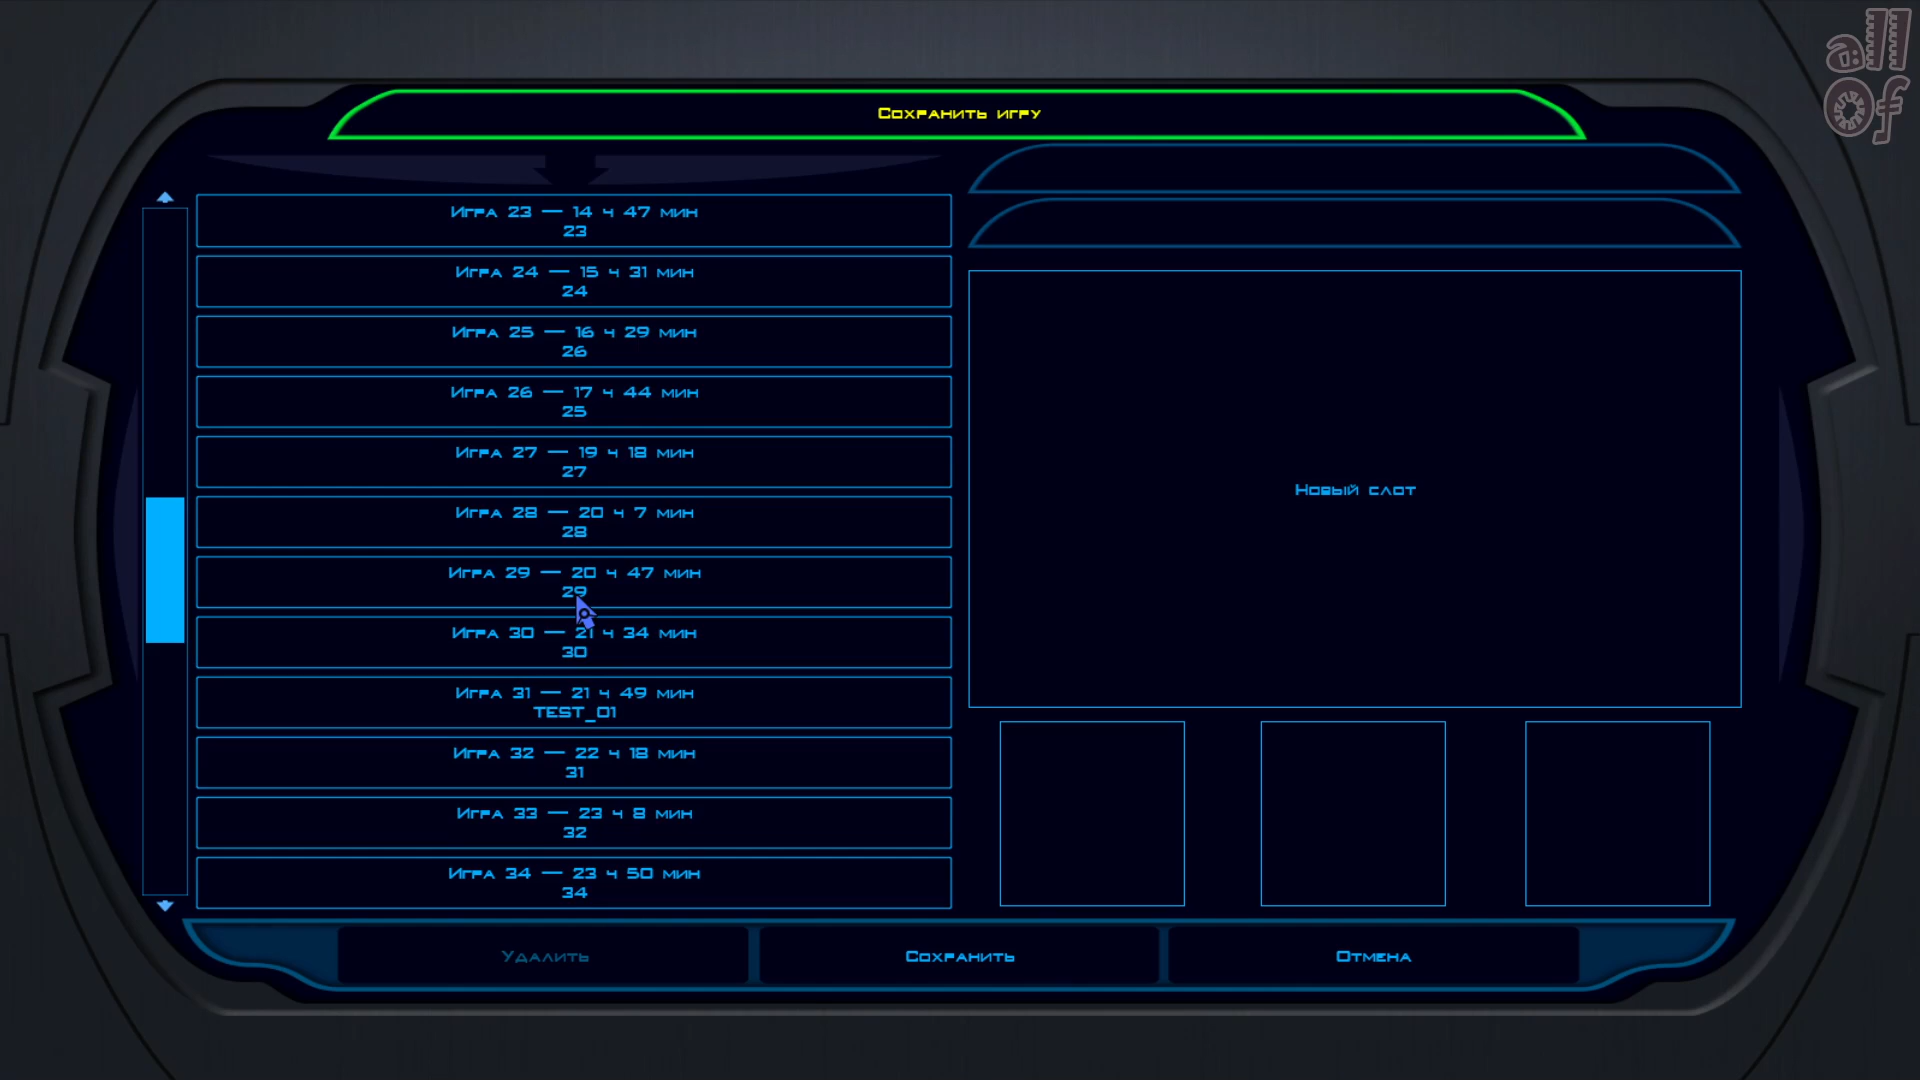 all
Of
Сохранить игру
Игра 23 — 14 ч 47 мин
23
Игра 24 — 15 ч 31 мин
24
Игра 25 — 16 ч 29 мин
26
Игра 26 — 17 ч 44 мин
25
Игра 27 — 19 ч 18 мин
27
Игра 28 — 20 ч 7 мин
28
Игра 29 — 20 ч 47 мин
29
Игра 30 — 21 ч 34 мин
30
Игра 31 — 21 ч 49 мин
TEST_01
Игра 32 — 22 ч 18 мин
31
Игра 33 — 23 ч 8 мин
32
Игра 34 — 23 ч 50 мин
34
Новый слот
Удалить
Сохранить
Отмена